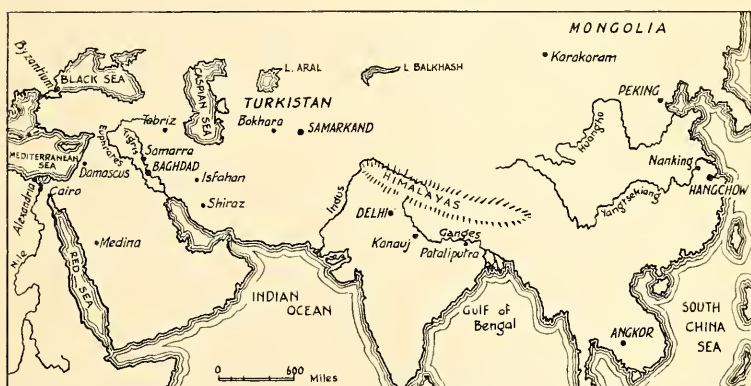 MONGOLIA
Karakoram
Byzantium
BLACK SEA
CASPIAN
SEA
L. ARAL
L BALKHASH
TURKISTAN
Bokhara
SAMARKAND
PEKING
Huangho
Tabriz
Euphrates
Tigris
Samarra
BAGHDAD
MEDITERRANEAN
SEA
Damascus
Isfahan
Shiraz
Alexandria
Cairo
Nile
Medina
RED SEA
Indus
HIMALAYAS
DELHI
Kanauj
Ganges
Pataliputra
Nanking
HANGCHOW
Yangtsekiang
INDIAN
OCEAN
Gulf of
Bengal
ANGKOR
SOUTH
CHINA
SEA
0 600 Miles